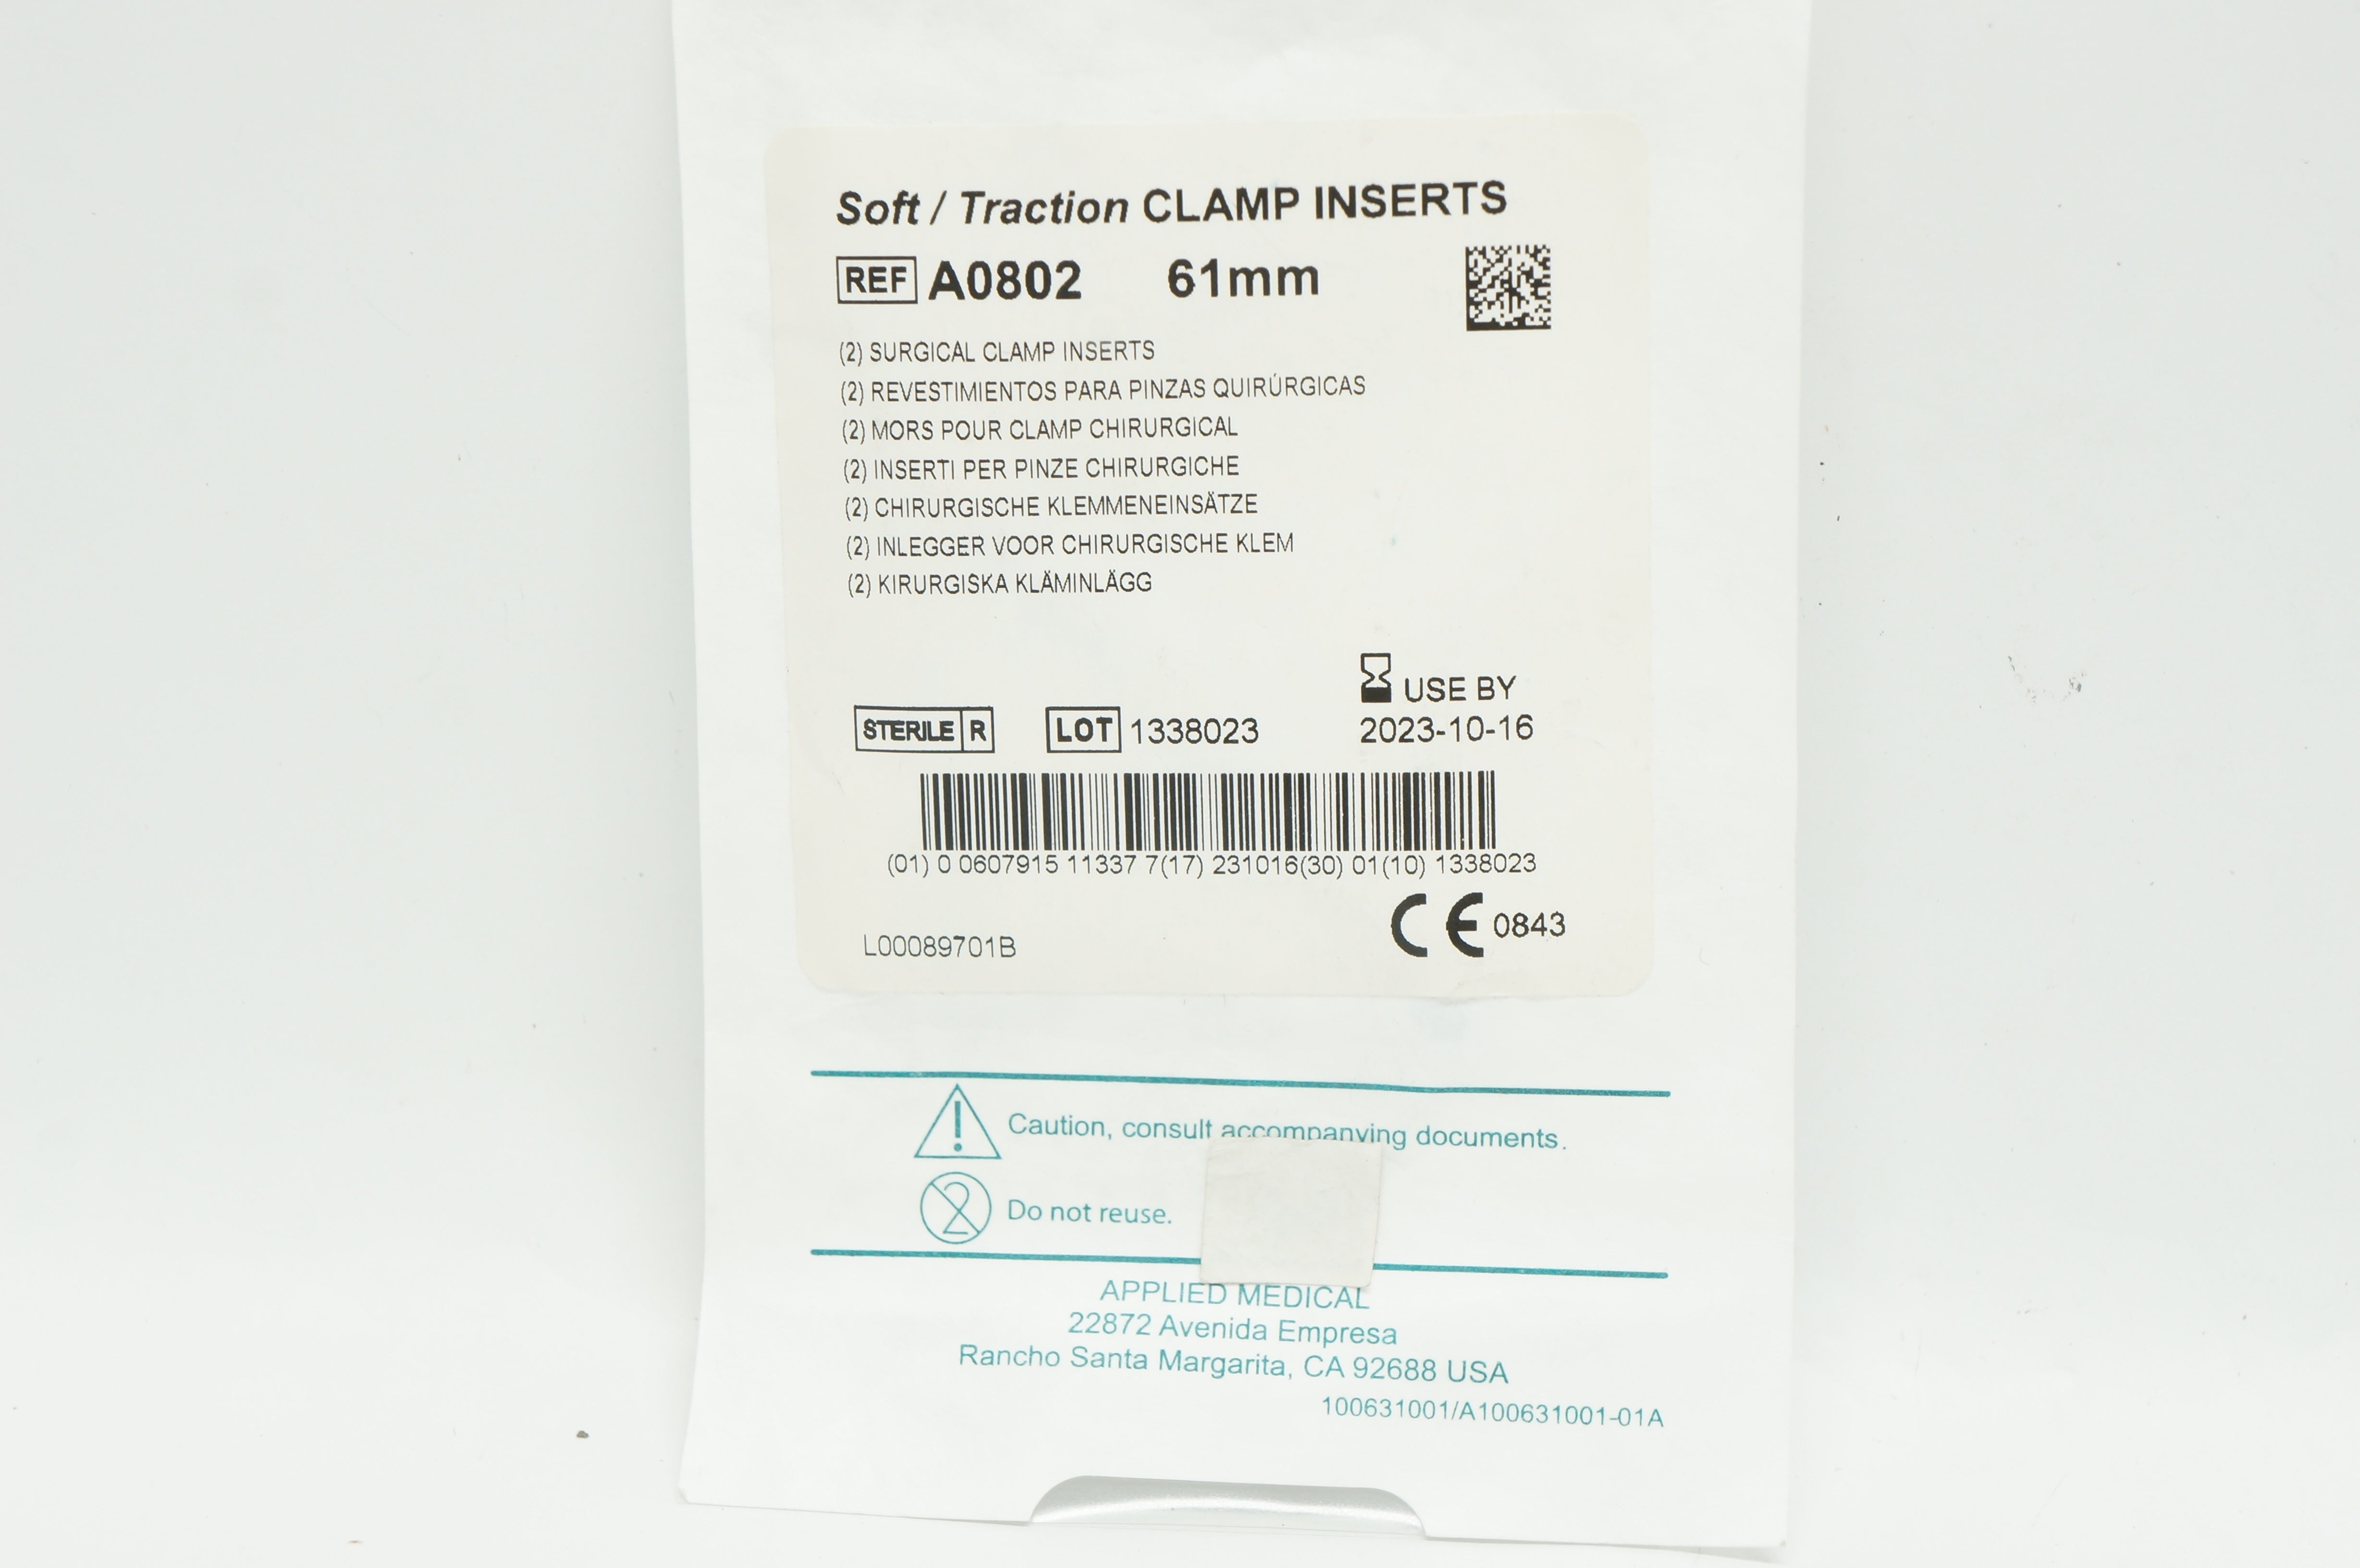 Soft / Traction CLAMP INSERTS
REF A0802 61mm
(2) SURGICAL CLAMP INSERTS
(2) REVESTIMIENTOS PARA PINZAS QUIRÚRGICAS
(2) MORS POUR CLAMP CHIRURGICAL
(2) INSERTI PER PINZE CHIRURGICHE
(2) CHIRURGISCHE KLEMMENEINSÄTZE
(2) INLEGGER VOOR CHIRURGISCHE KLEM
(2) KIRURGISKA KLÄMINLÄGG
USE BY
STERILE R LOT 1338023 2023-10-16
(01) 0 0607915 11337 7(17) 231016(30) 01(10) 1338023
CE 0843
L00089701B
Caution, consult accompanying documents.
2 Do not reuse.
APPLIED MEDICAL
22872 Avenida Empresa
Rancho Santa Margarita, CA 92688 USA
100631001/A100631001-01A